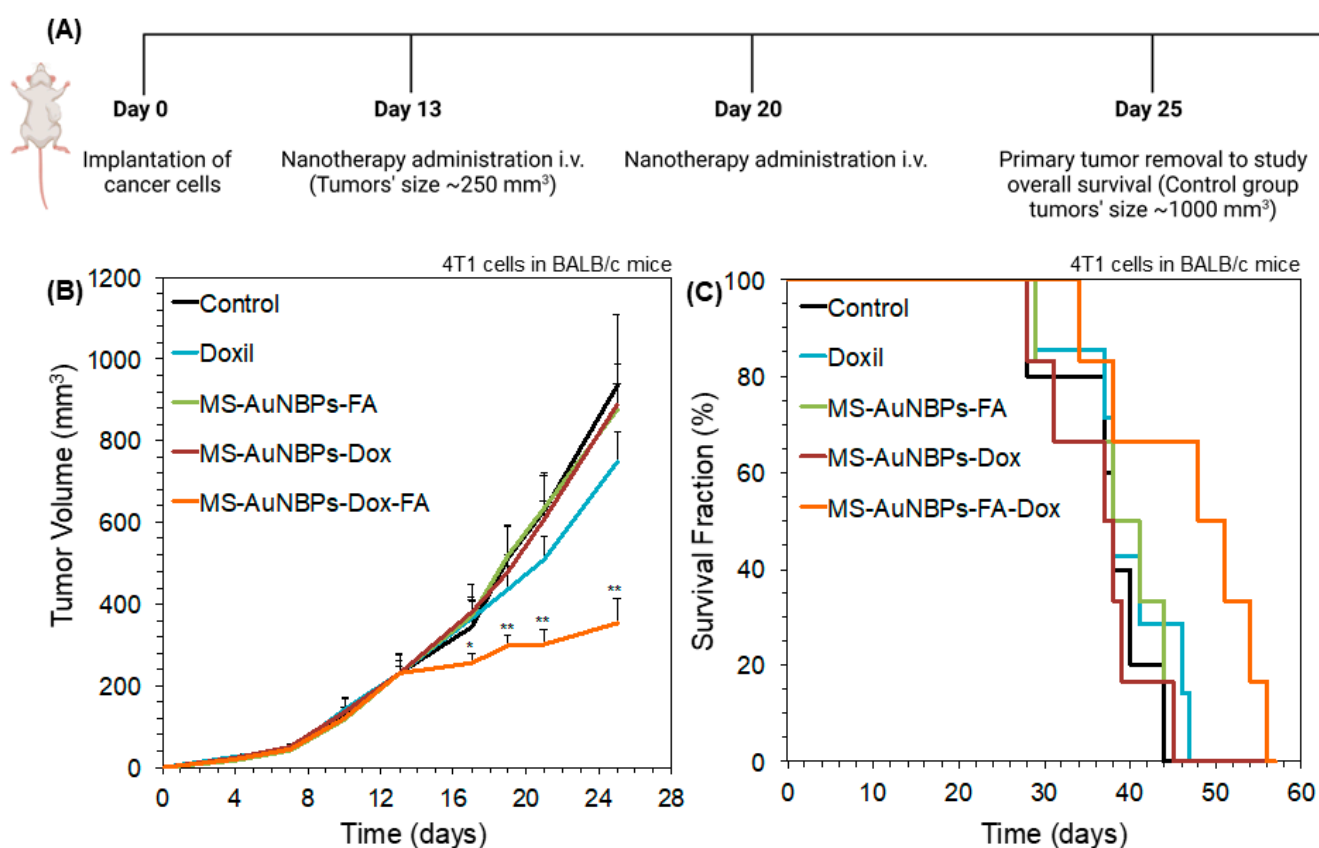 (A)
Day 0
Day 13
Day 20
Day 25
Implantation of
cancer cells
Nanotherapy administration i.v.
(Tumors' size ~250 mm³)
Nanotherapy administration i.v.
Primary tumor removal to study
overall survival (Control group
tumors' size ~1000 mm³)
(B)
4T1 cells in BALB/c mice
Tumor Volume (mm³)
1200
1000
800
600
400
200
0
Control
Doxil
MS-AuNBPs-FA
MS-AuNBPs-Dox
MS-AuNBPs-Dox-FA
*
**
**
**
0 4 8 12 16 20 24 28
Time (days)
(C)
4T1 cells in BALB/c mice
Survival Fraction (%)
100
80
60
40
20
0
Control
Doxil
MS-AuNBPs-FA
MS-AuNBPs-Dox
MS-AuNBPs-FA-Dox
0 10 20 30 40 50 60
Time (days)